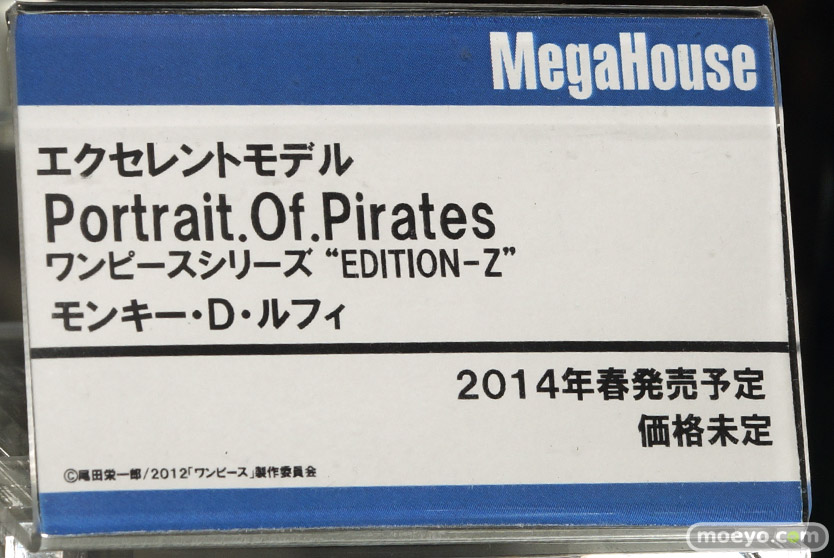 MegaHouse
エクセレントモデル
Portrait.Of.Pirates
ワンピースシリーズ “EDITION-Z”
モンキー・D・ルフィ
2014年春発売予定
価格未定
©尾田栄一郎/2012「ワンピース」製作委員会
moeyo.com